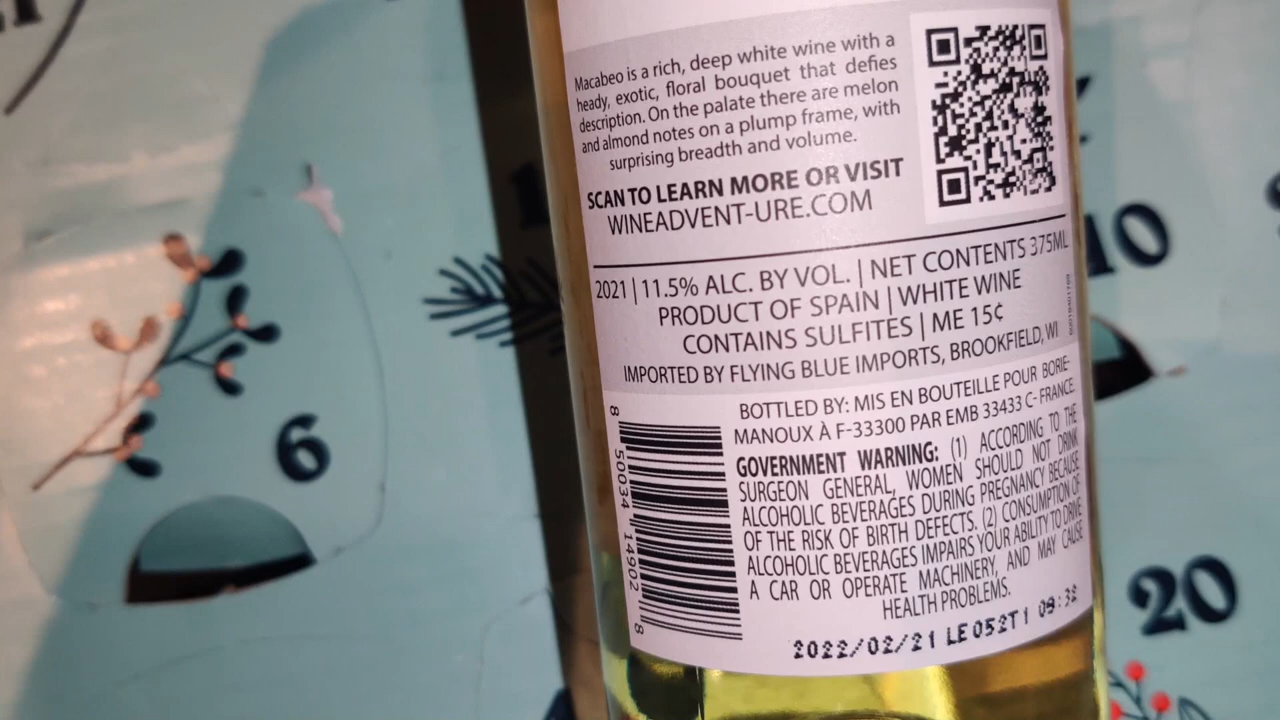 Macabeo is a rich, deep white wine with a
heady, exotic, floral bouquet that defies
description. On the palate there are melon
and almond notes on a plump frame, with
surprising breadth and volume.
SCAN TO LEARN MORE OR VISIT
WINEADVENT-URE.COM
2021 | 11.5% ALC. BY VOL. | NET CONTENTS 375ML
PRODUCT OF SPAIN | WHITE WINE
CONTAINS SULFITES | ME 15¢
IMPORTED BY FLYING BLUE IMPORTS, BROOKFIELD, WI
BOTTLED BY: MIS EN BOUTEILLE POUR BORIE-
MANOUX À F-33300 PAR EMB 33433 C- FRANCE.
GOVERNMENT WARNING: (1) ACCORDING TO THE
SURGEON GENERAL, WOMEN SHOULD NOT DRINK
ALCOHOLIC BEVERAGES DURING PREGNANCY BECAUSE
OF THE RISK OF BIRTH DEFECTS. (2) CONSUMPTION OF
ALCOHOLIC BEVERAGES IMPAIRS YOUR ABILITY TO DRIVE
A CAR OR OPERATE MACHINERY, AND MAY CAUSE
HEALTH PROBLEMS.
8 50034 14902 8
2022/02/21 LE052T1 09:32
6
10
20